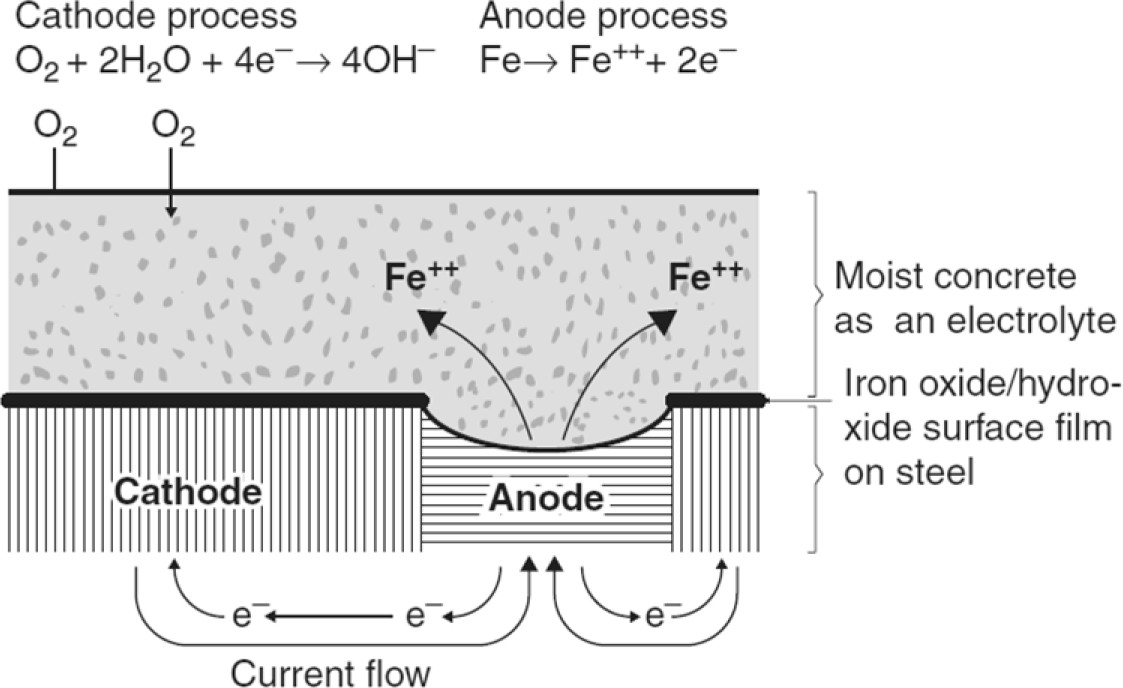 Cathode process
O₂ + 2H₂O + 4e⁻ → 4OH⁻
Anode process
Fe → Fe⁺⁺ + 2e⁻
O₂ O₂
Fe⁺⁺ Fe⁺⁺
Moist concrete
as an electrolyte
Iron oxide/hydro-
xide surface film
on steel
Cathode
Anode
e⁻ e⁻ e⁻
Current flow